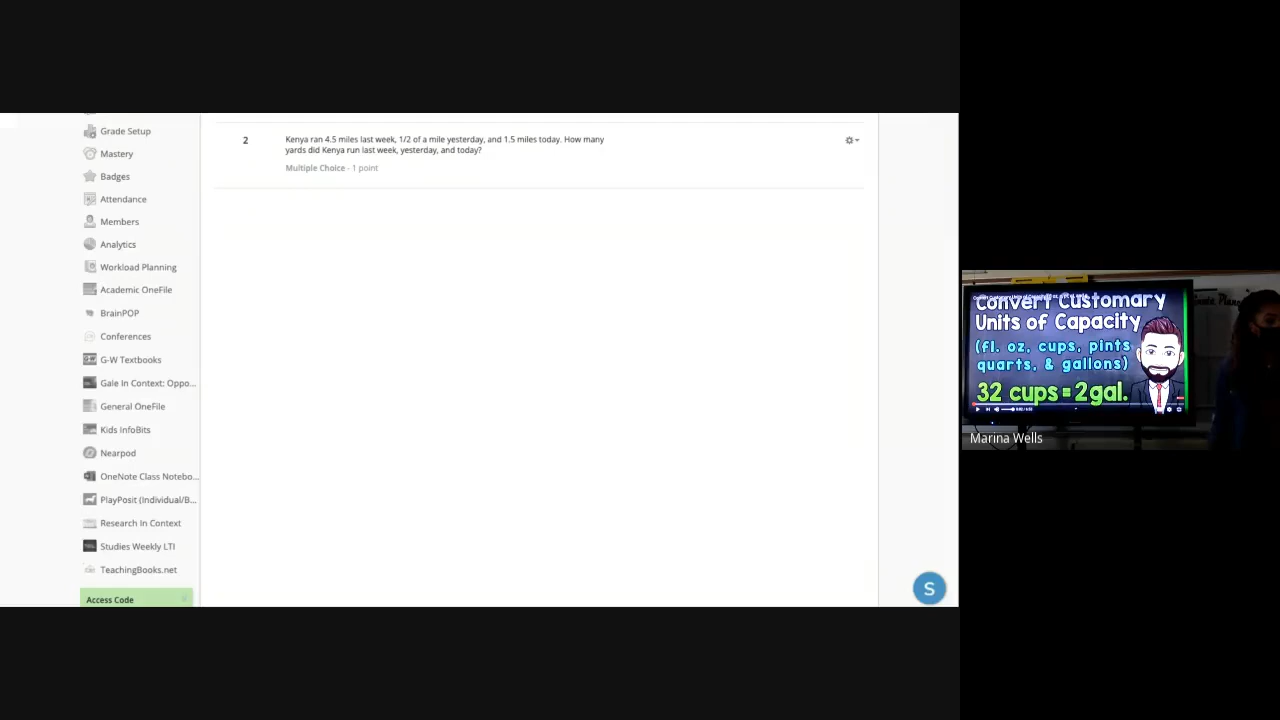 Grade Setup
Mastery
Badges
Attendance
Members
Analytics
Workload Planning
Academic OneFile
BrainPOP
Conferences
G-W Textbooks
Gale In Context: Oppo...
General OneFile
Kids InfoBits
Nearpod
OneNote Class Notebo...
PlayPosit (Individual/B...
Research In Context
Studies Weekly LTI
TeachingBooks.net
Access Code
2
Kenya ran 4.5 miles last week, 1/2 of a mile yesterday, and 1.5 miles today. How many
yards did Kenya run last week, yesterday, and today?
Multiple Choice - 1 point
S
Convert Customary
Units of Capacity
(fl. oz, cups, pints
quarts, & gallons)
32 cups = 2gal.
Marina Wells